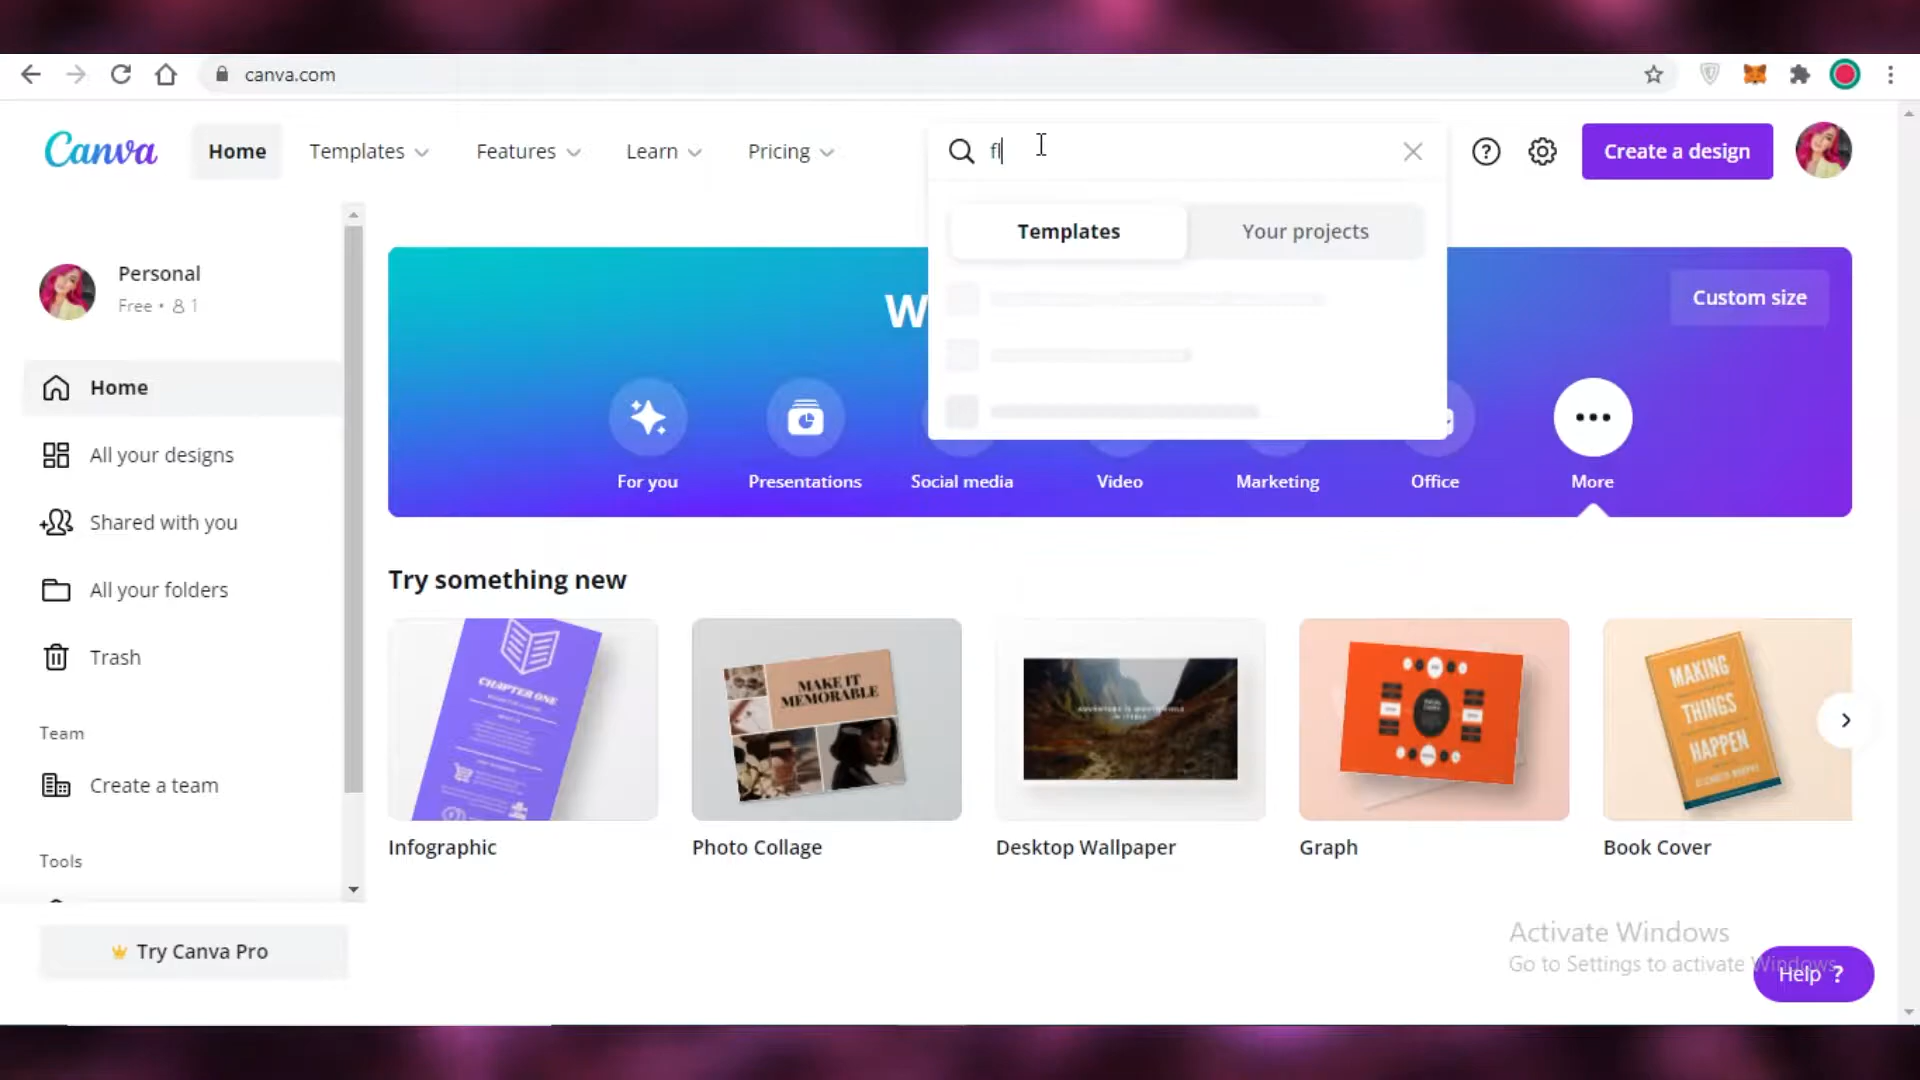 canva.com
Canva
Home
Templates
Features
Learn
Pricing
fl
Create a design
Templates
Your projects
Personal
Free • 1
W
Custom size
Home
All your designs
Shared with you
All your folders
Trash
Team
Create a team
Tools
Try Canva Pro
For you
Presentations
Social media
Video
Marketing
Office
More
Try something new
CHAPTER ONE
MAKE IT
MEMORABLE
MAKING
THINGS
HAPPEN
Infographic
Photo Collage
Desktop Wallpaper
Graph
Book Cover
Activate Windows
Go to Settings to activate Windows.
Help ?